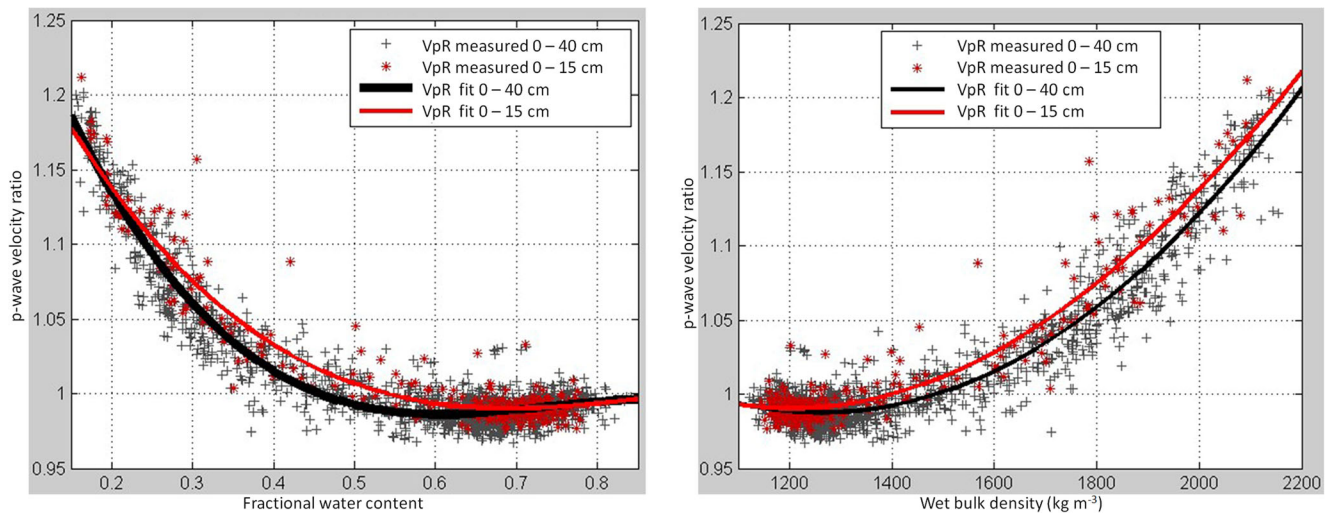 1.25
1.2
1.15
1.1
1.05
1
0.95
p-wave velocity ratio
VpR measured 0 – 40 cm
VpR measured 0 – 15 cm
VpR fit 0 – 40 cm
VpR fit 0 – 15 cm
0.2 0.3 0.4 0.5 0.6 0.7 0.8
Fractional water content
1.25
1.2
1.15
1.1
1.05
1
0.95
p-wave velocity ratio
VpR measured 0 – 40 cm
VpR measured 0 – 15 cm
VpR fit 0 – 40 cm
VpR fit 0 – 15 cm
1200 1400 1600 1800 2000 2200
Wet bulk density (kg m⁻³)